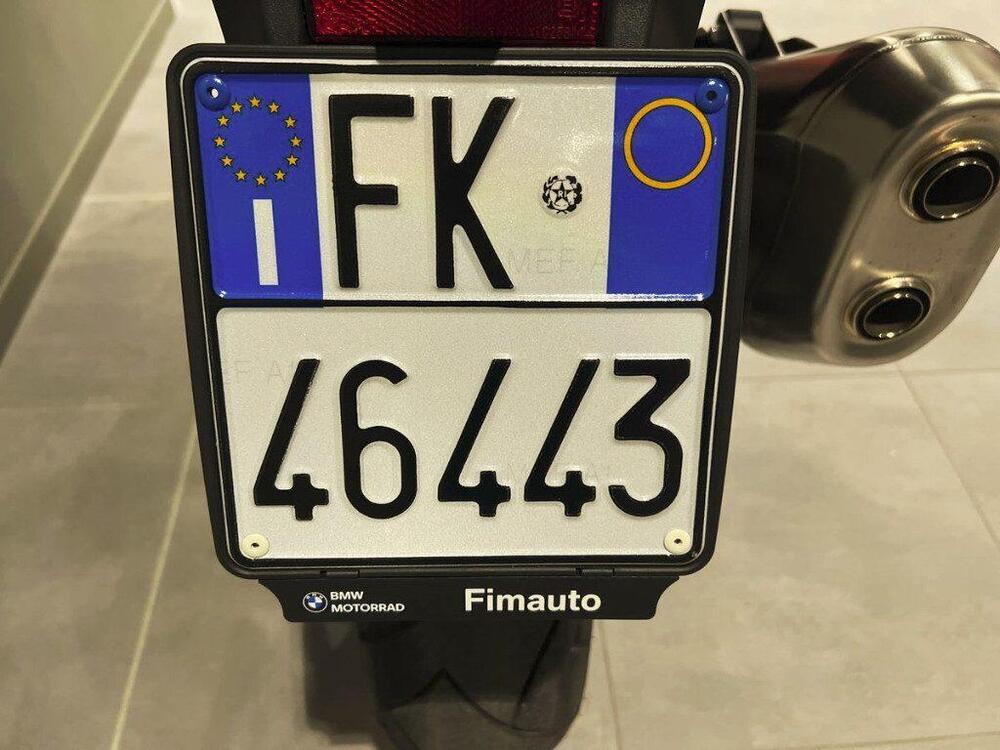 FK
I
46443
BMW
MOTORRAD
Fimauto